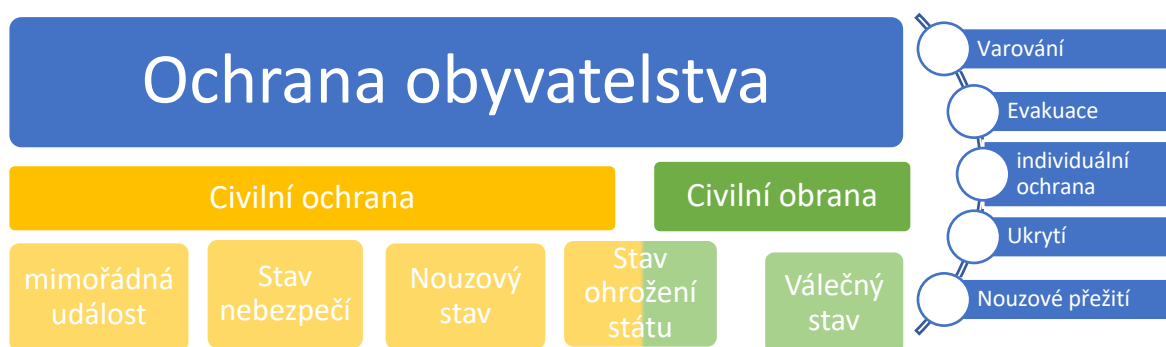 Ochrana obyvatelstva
Civilní ochrana
Civilní obrana
mimořádná
událost
Stav
nebezpečí
Nouzový
stav
Stav
ohrožení
státu
Válečný
stav
Varování
Evakuace
individuální
ochrana
Ukrytí
Nouzové přežití